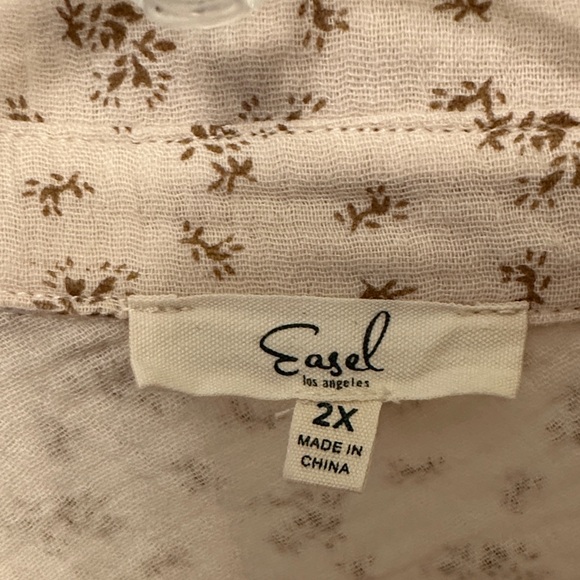 Easel
los angeles
2X
MADE IN
CHINA